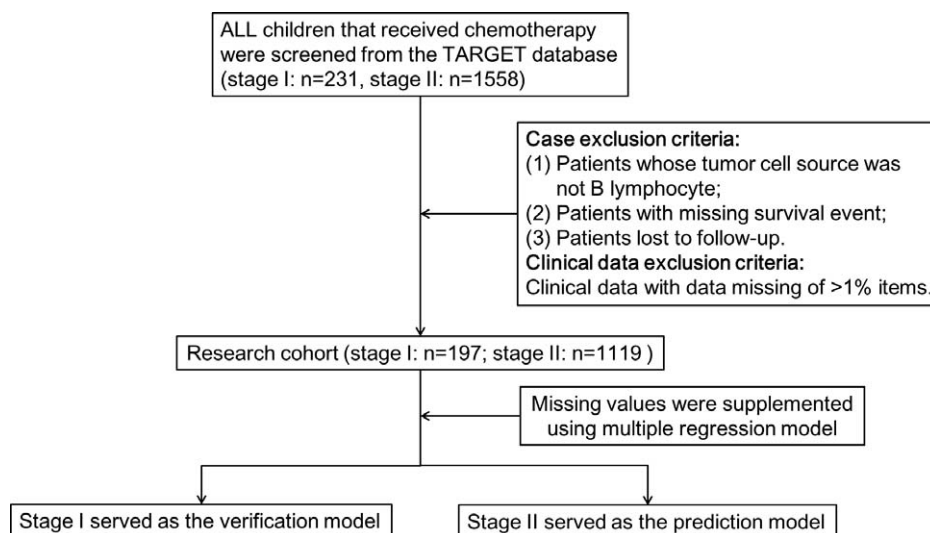 ALL children that received chemotherapy
were screened from the TARGET database
(stage I: n=231, stage II: n=1558)
Case exclusion criteria:
(1) Patients whose tumor cell source was
not B lymphocyte;
(2) Patients with missing survival event;
(3) Patients lost to follow-up.
Clinical data exclusion criteria:
Clinical data with data missing of >1% items.
Research cohort (stage I: n=197; stage II: n=1119 )
Missing values were supplemented
using multiple regression model
Stage I served as the verification model
Stage II served as the prediction model